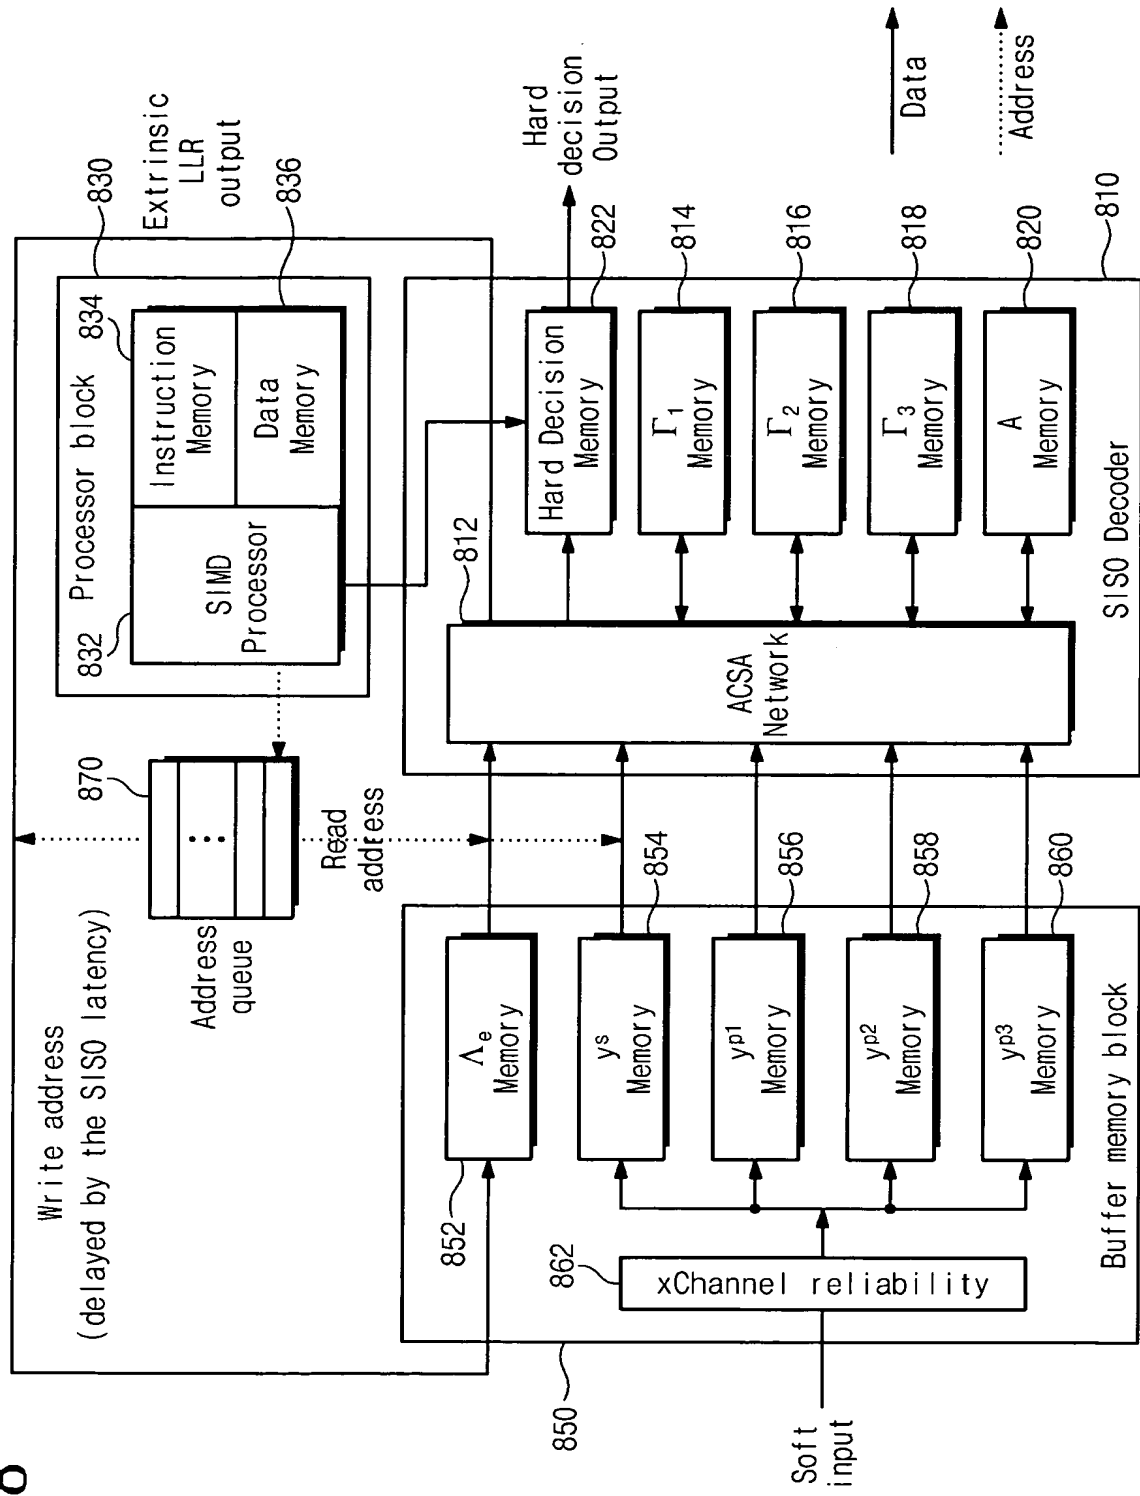 8
Write address
(delayed by the SISO latency)
Address
queue
870
Read
address
Processor block
830
832
SIMD
Processor
834
Instruction
Memory
Data
Memory
836
Extrinsic
LLR
output
850
Soft
input
862
xChannel reliability
852
Λe
Memory
ys
Memory
854
yp1
Memory
856
yp2
Memory
858
yp3
Memory
860
Buffer memory block
812
ACSA
Network
Hard Decision
Memory
822
Γ1
Memory
814
Γ2
Memory
816
Γ3
Memory
818
A
Memory
820
SISO Decoder
810
Hard
decision
Output
Data
Address